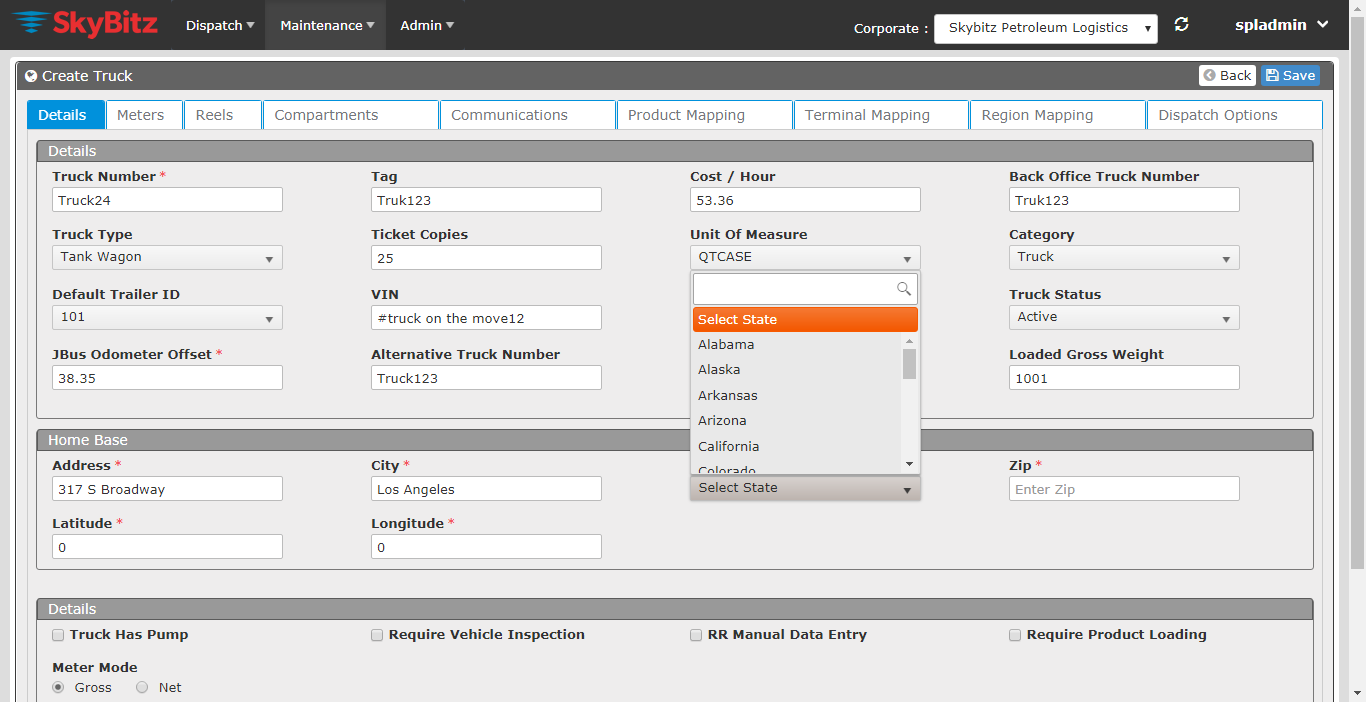 SkyBitz Dispatch Maintenance Admin Corporate : Skybitz Petroleum Logistics spladmin
Create Truck Back Save
Details Meters Reels Compartments Communications Product Mapping Terminal Mapping Region Mapping Dispatch Options
Details
Truck Number * Tag Cost / Hour Back Office Truck Number
Truck24 Truk123 53.36 Truk123
Truck Type Ticket Copies Unit Of Measure Category
Tank Wagon 25 QTCASE Truck
Default Trailer ID VIN Truck Status
101 #truck on the move12 Active
JBus Odometer Offset * Alternative Truck Number Loaded Gross Weight
38.35 Truck123 1001
Select State
Alabama
Alaska
Arkansas
Arizona
California
Colorado
Select State
Home Base
Address * City * Zip *
317 S Broadway Los Angeles Enter Zip
Latitude * Longitude *
0 0
Details
Truck Has Pump Require Vehicle Inspection RR Manual Data Entry Require Product Loading
Meter Mode
Gross Net